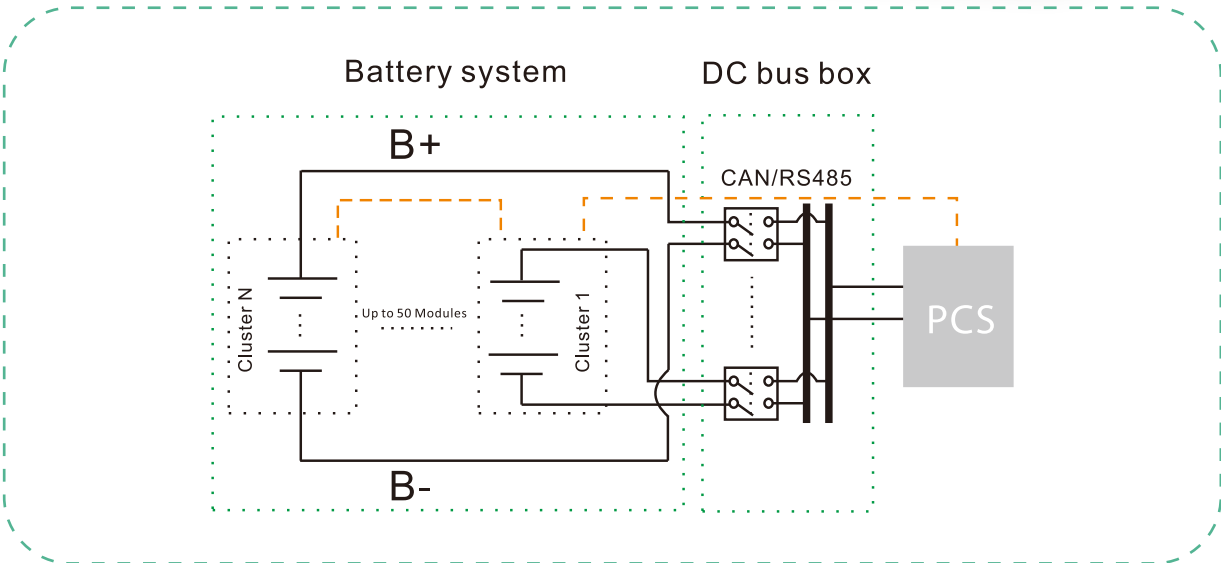 Battery system
DC bus box
B+
CAN/RS485
Cluster N
Up to 50 Modules
Cluster 1
PCS
B-